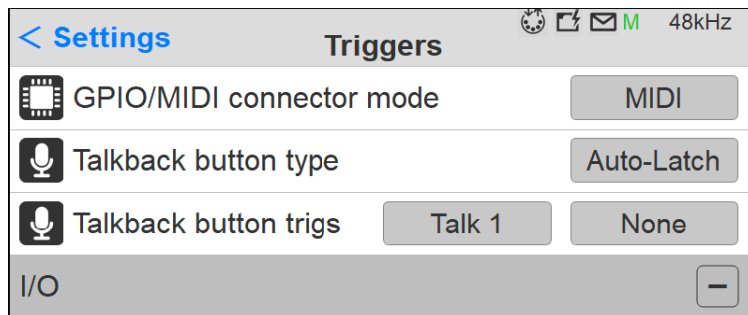 < Settings
Triggers
M 48kHz
GPIO/MIDI connector mode MIDI
Talkback button type Auto-Latch
Talkback button trigs Talk 1 None
I/O